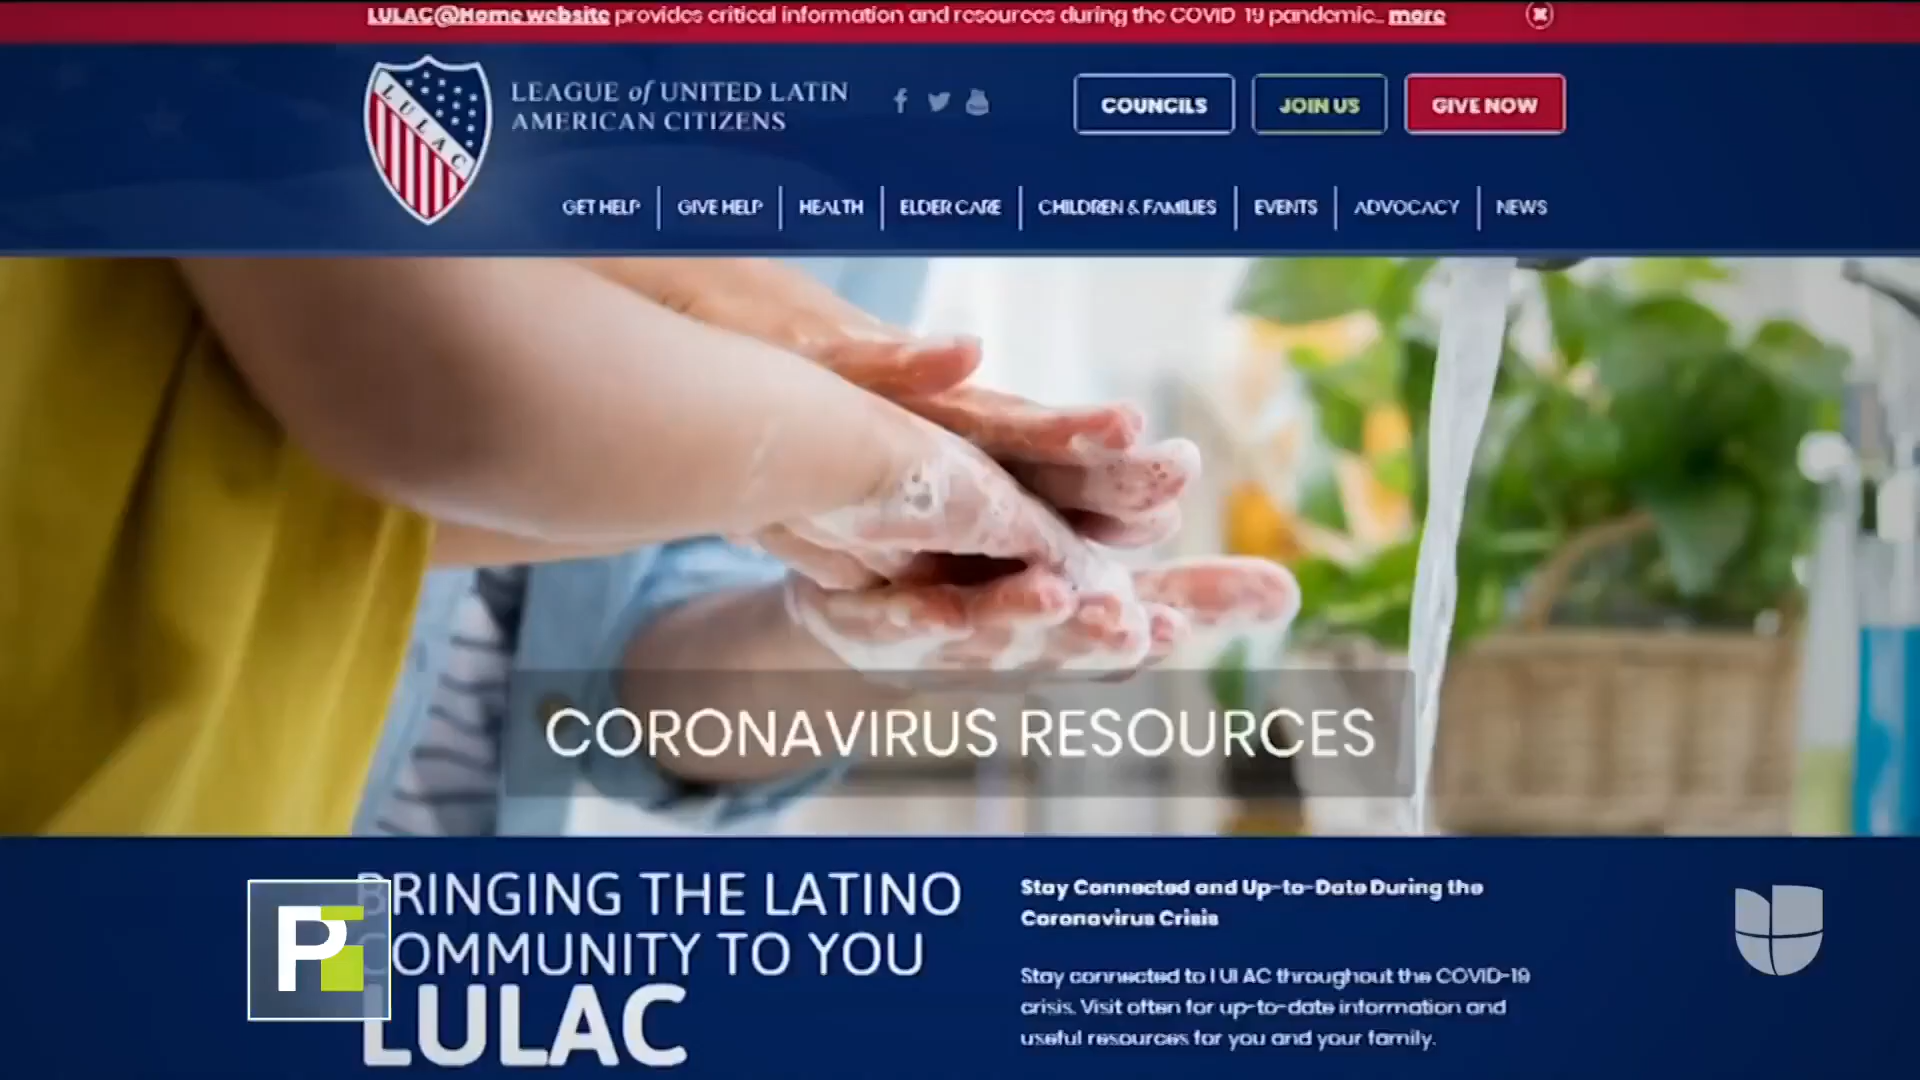 LULAC@Home website provides critical information and resources during the COVID 19 pandemic... more
LULAC
LEAGUE of UNITED LATIN
AMERICAN CITIZENS
COUNCILS
JOIN US
GIVE NOW
GET HELP
GIVE HELP
HEALTH
ELDER CARE
CHILDREN & FAMILIES
EVENTS
ADVOCACY
NEWS
CORONAVIRUS RESOURCES
BRINGING THE LATINO
COMMUNITY TO YOU
LULAC
PE
Stay Connected and Up-to-Date During the
Coronavirus Crisis
Stay connected to LULAC throughout the COVID-19
crisis. Visit often for up-to-date information and
useful resources for you and your family.